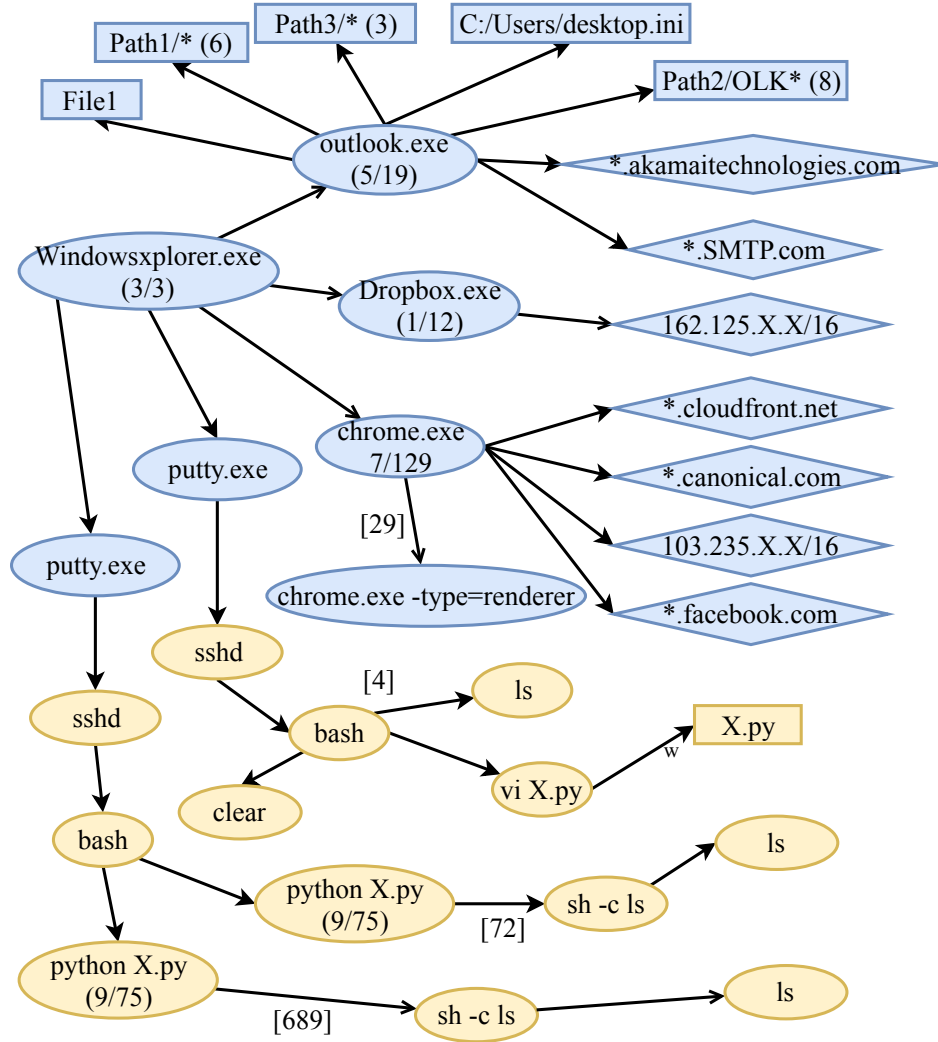 Path1/* (6)
Path3/* (3)
C:/Users/desktop.ini
File1
Path2/OLK* (8)
outlook.exe
(5/19)
*.akamaitechnologies.com
*.SMTP.com
Windowsxplorer.exe
(3/3)
Dropbox.exe
(1/12)
162.125.X.X/16
chrome.exe
7/129
*.cloudfront.net
*.canonical.com
103.235.X.X/16
*.facebook.com
putty.exe
[29]
putty.exe
chrome.exe -type=renderer
sshd
[4]
ls
sshd
bash
X.py
w
vi X.py
clear
bash
python X.py
(9/75)
[72]
sh -c ls
ls
python X.py
(9/75)
[689]
sh -c ls
ls